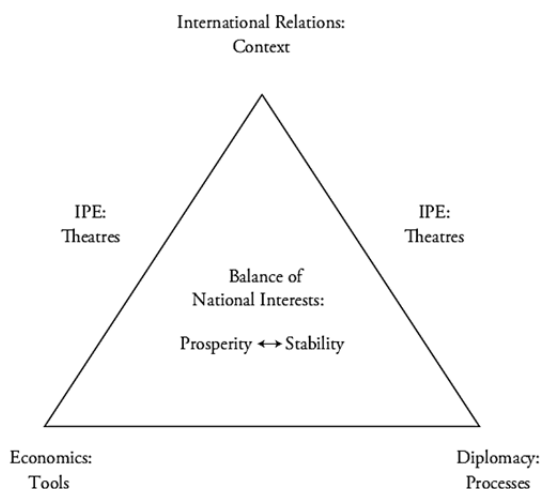 International Relations:
Context
IPE:
Theatres
IPE:
Theatres
Balance of
National Interests:
Prosperity ↔ Stability
Economics:
Tools
Diplomacy:
Processes